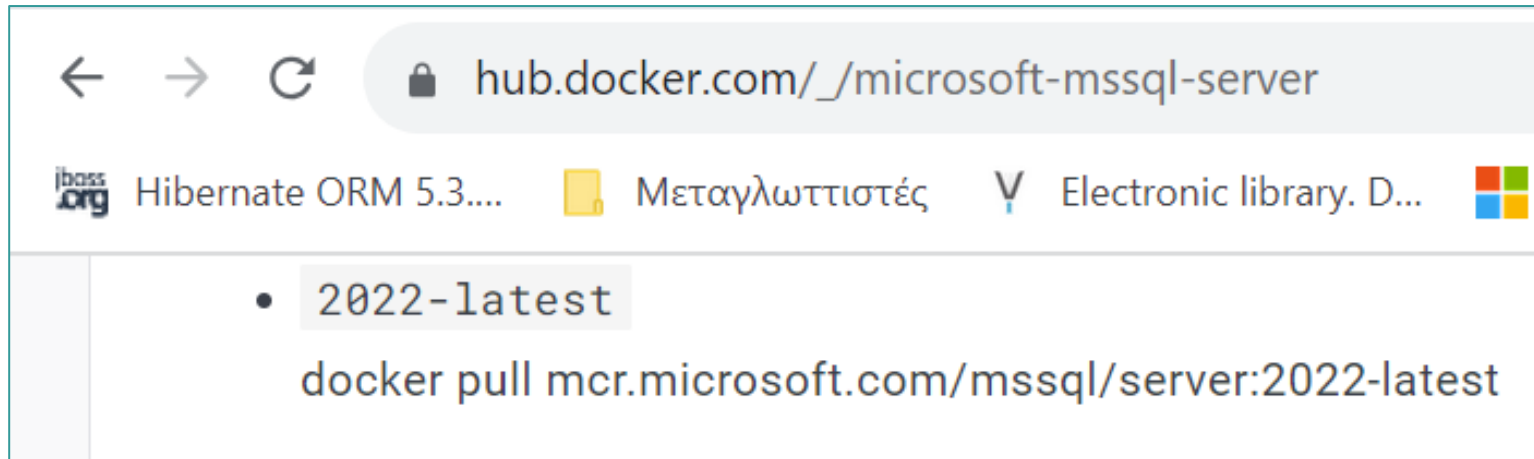 hub.docker.com/_/microsoft-mssql-server
jboss .org Hibernate ORM 5.3.... Μεταγλωττιστές Electronic library. D...
2022-latest
docker pull mcr.microsoft.com/mssql/server:2022-latest